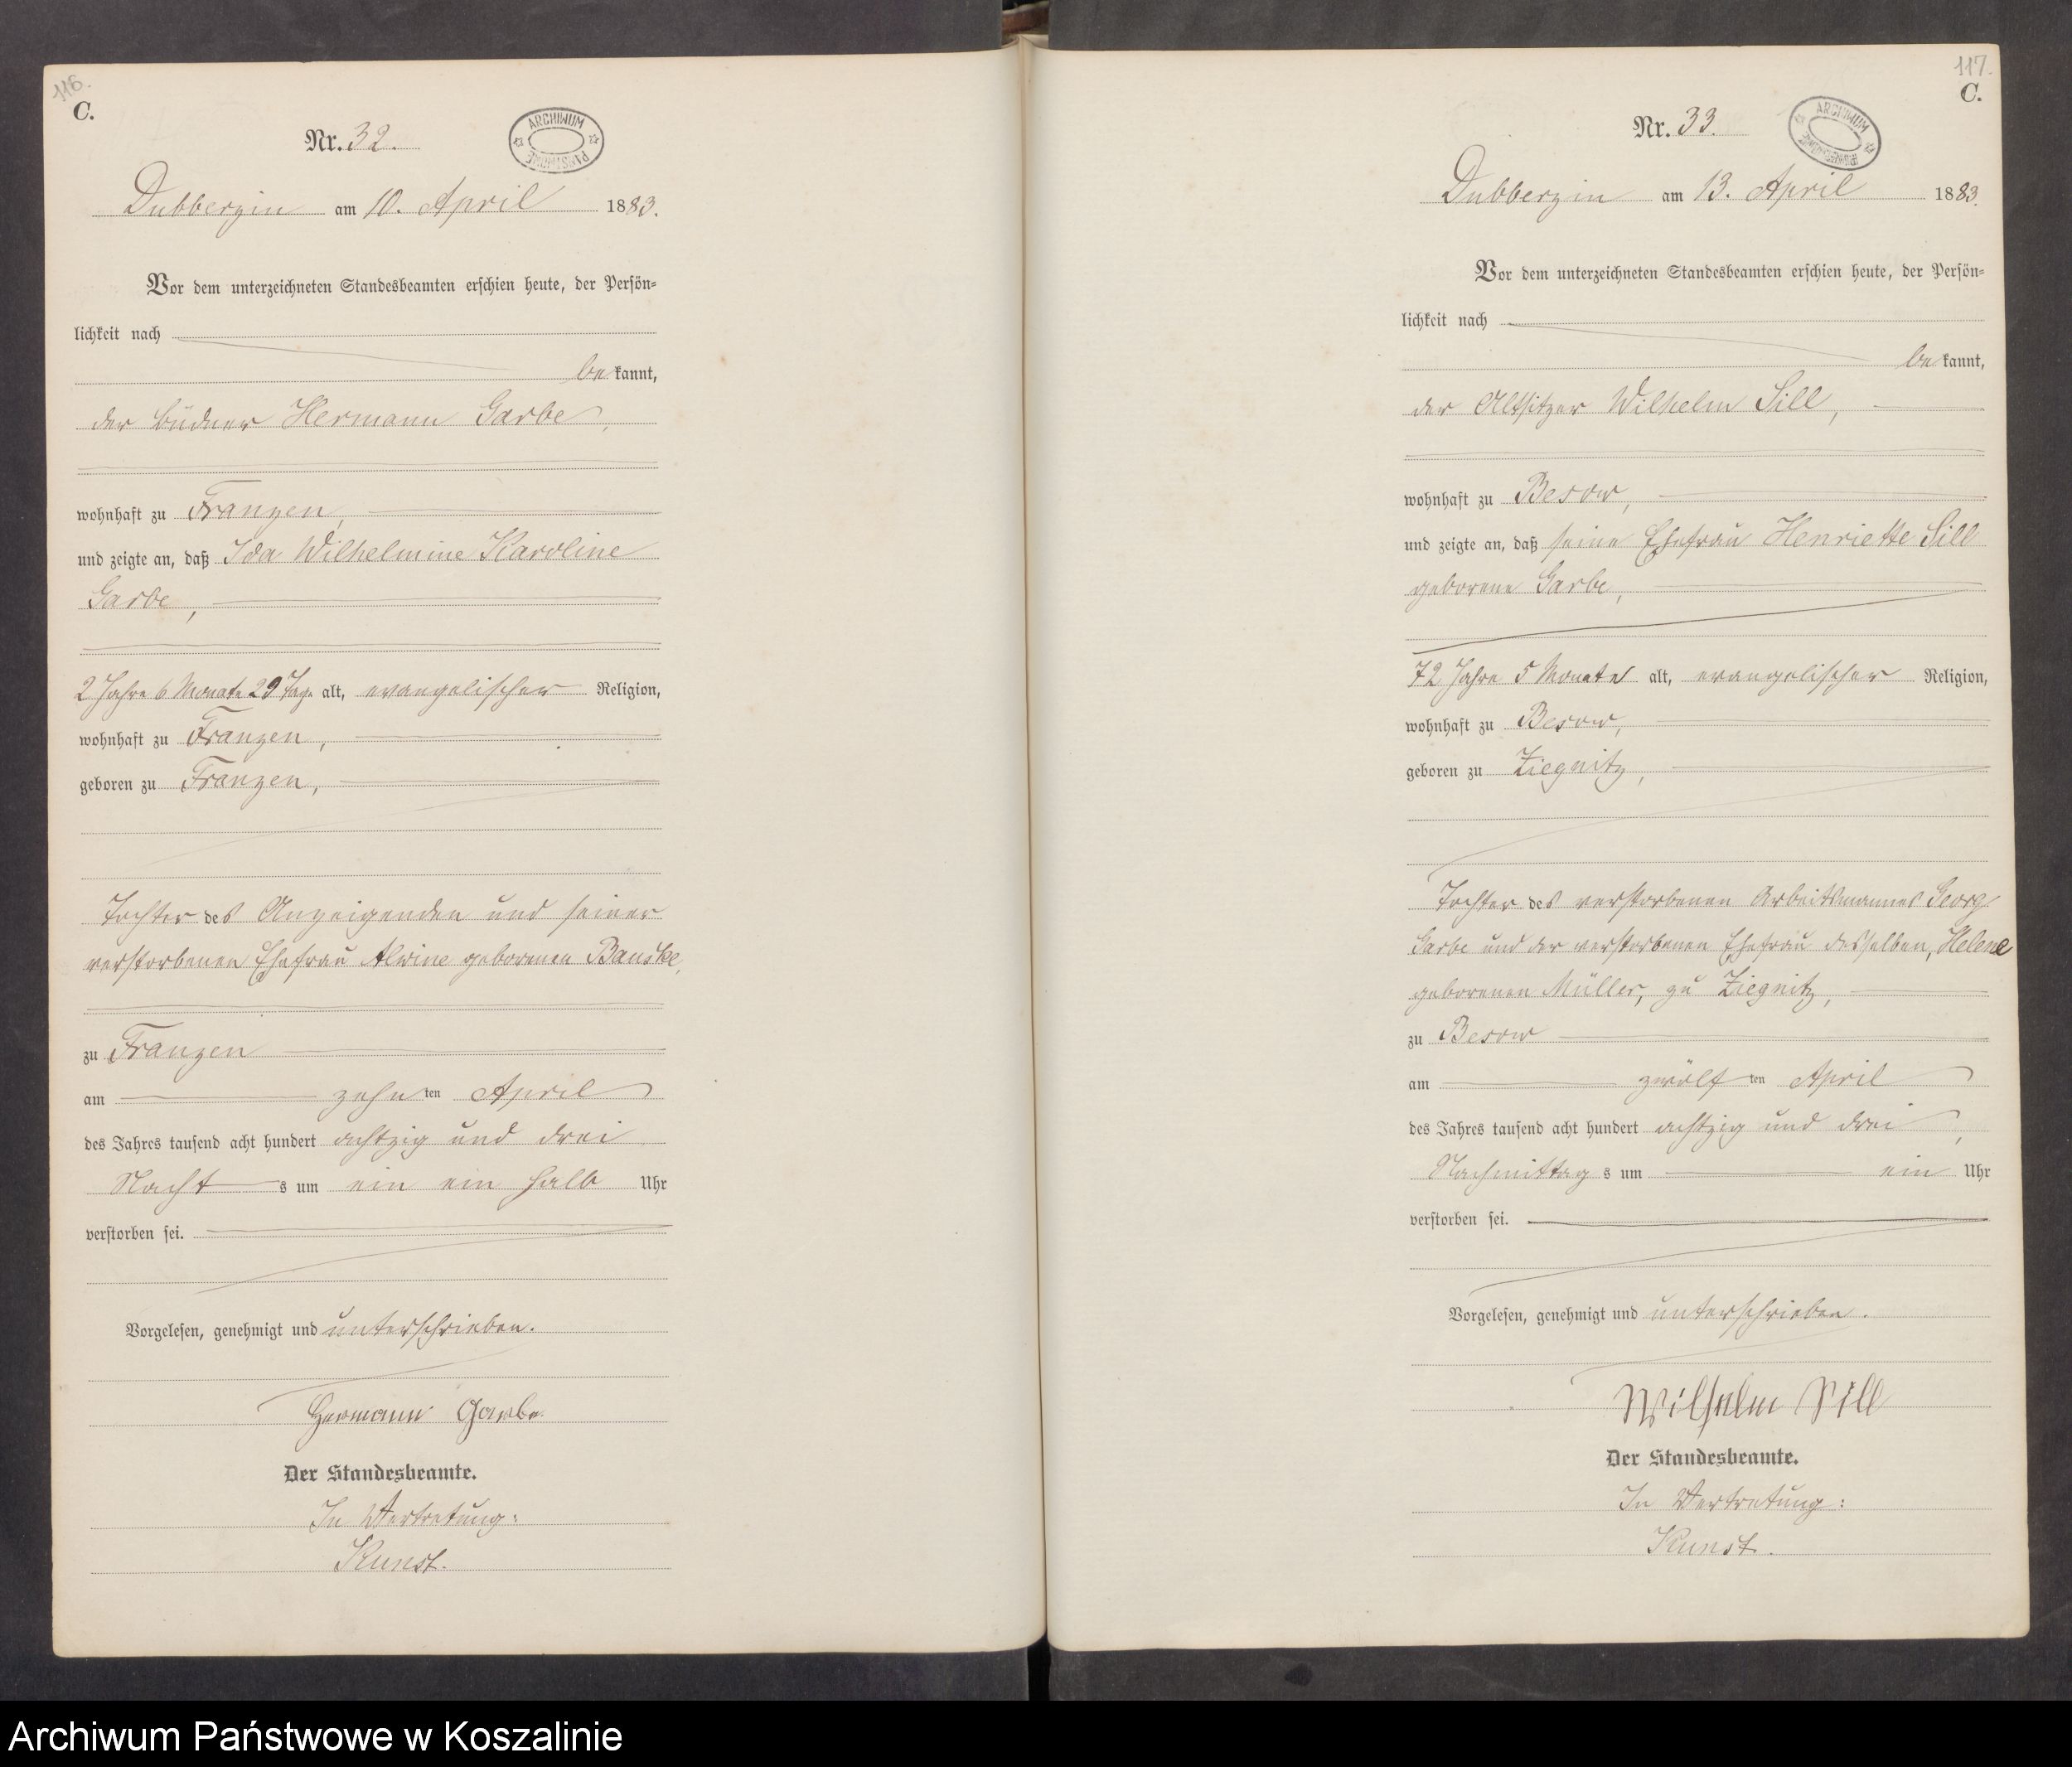 116.
C.
Nr. 32.
ARCHIWUM PAŃSTWOWE
Dubberzin am 10. April 1883.
Vor dem unterzeichneten Standesbeamten erschien heute, der Persön-
lichkeit nach
bekannt,
der Büdner Hermann Garbe,
wohnhaft zu Franzen,
und zeigte an, daß Ida Wilhelmine Karoline
Garbe,
2 Jahre 6 Monate 29 Tage alt, evangelischer Religion,
wohnhaft zu Franzen,
geboren zu Franzen,
Tochter des Anzeigenden und seiner
verstorbenen Ehefrau Alwine geborenen Banske,
zu Franzen
am zehnten April
des Jahres tausend acht hundert achtzig und drei
Nachts um ein ein halb Uhr
verstorben sei.
Vorgelesen, genehmigt und unterschrieben.
Hermann Garbe
Der Standesbeamte.
In Vertretung:
Kunst.
117.
C.
Nr. 33.
ARCHIWUM PAŃSTWOWE
Dubberzin am 13. April 1883.
Vor dem unterzeichneten Standesbeamten erschien heute, der Persön-
lichkeit nach
bekannt,
der Altsitzer Wilhelm Sill,
wohnhaft zu Besow,
und zeigte an, daß seine Ehefrau Henriette Sill
geborene Garbe,
72 Jahre 5 Monate alt, evangelischer Religion,
wohnhaft zu Besow,
geboren zu Ziegnitz,
Tochter des verstorbenen Arbeitsmannes Georg
Garbe und der verstorbenen Ehefrau desselben, Helene
geborenen Müller, zu Ziegnitz,
zu Besow
am zwölften April
des Jahres tausend acht hundert achtzig und drei,
Nachmittags um ein Uhr
verstorben sei.
Vorgelesen, genehmigt und unterschrieben.
Wilhelm Sill
Der Standesbeamte.
In Vertretung:
Kunst.
Archiwum Państwowe w Koszalinie